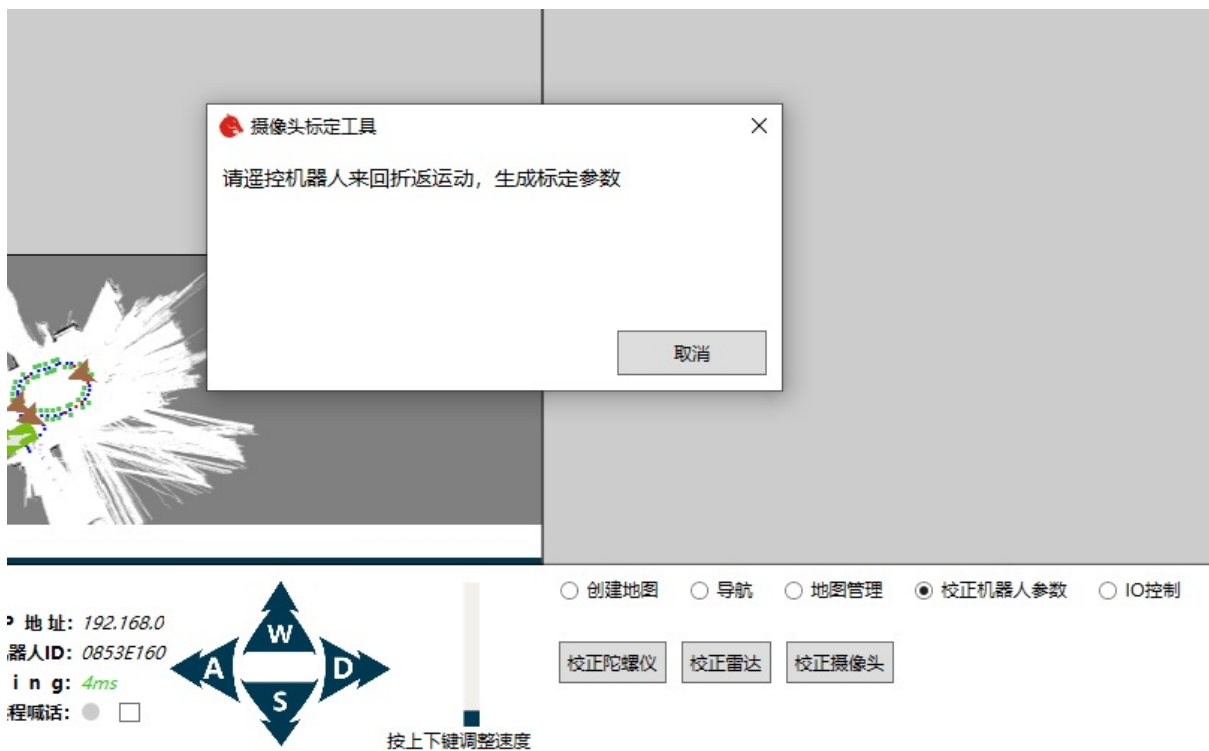 摄像头标定工具
请遥控机器人来回折返运动，生成标定参数
取消
创建地图 导航 地图管理 校正机器人参数 IO控制
P 地 址: 192.168.0
器人ID: 0853E160
i n g: 4ms
程喊话:
W
A
D
S
按上下键调整速度
校正陀螺仪 校正雷达 校正摄像头